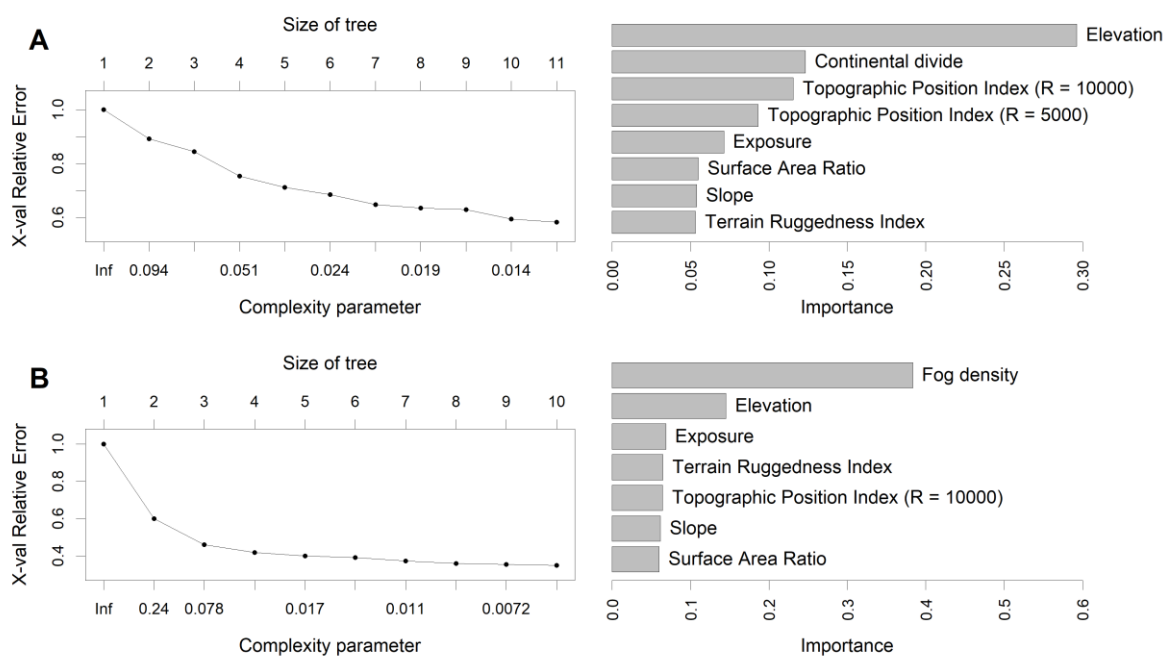 A
Size of tree
1 2 3 4 5 6 7 8 9 10 11
X-val Relative Error
1.0
0.8
0.6
Inf 0.094 0.051 0.024 0.019 0.014
Complexity parameter
Elevation
Continental divide
Topographic Position Index (R = 10000)
Topographic Position Index (R = 5000)
Exposure
Surface Area Ratio
Slope
Terrain Ruggedness Index
0.00 0.05 0.10 0.15 0.20 0.25 0.30
Importance
B
Size of tree
1 2 3 4 5 6 7 8 9 10
X-val Relative Error
1.0
0.8
0.6
0.4
Inf 0.24 0.078 0.017 0.011 0.0072
Complexity parameter
Fog density
Elevation
Exposure
Terrain Ruggedness Index
Topographic Position Index (R = 10000)
Slope
Surface Area Ratio
0.0 0.1 0.2 0.3 0.4 0.5 0.6
Importance